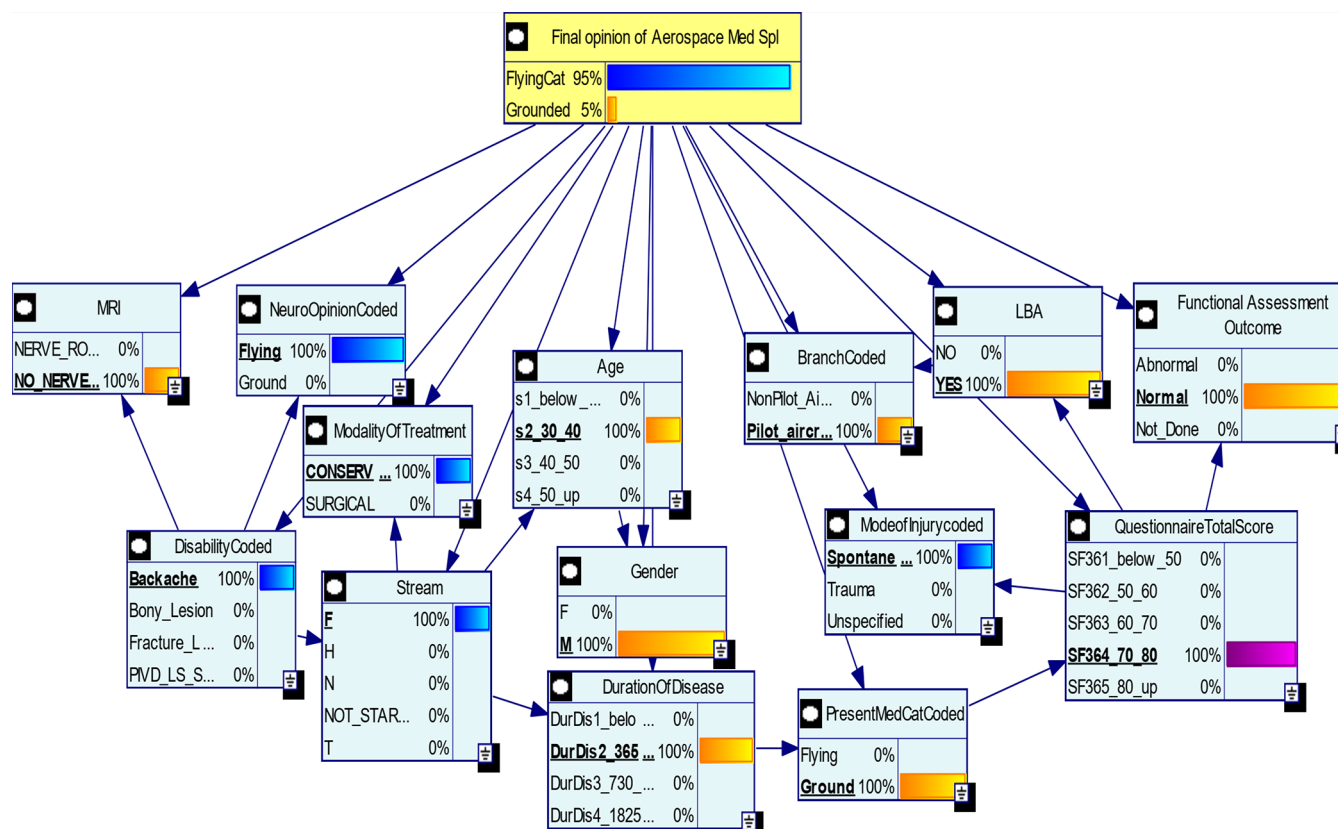 Final opinion of Aerospace Med Spl
FlyingCat 95%
Grounded 5%
MRI
NERVE_RO... 0%
NO_NERVE... 100%
NeuroOpinionCoded
Flying 100%
Ground 0%
ModalityOfTreatment
CONSERV ... 100%
SURGICAL 0%
Age
s1_below_... 0%
s2_30_40 100%
s3_40_50 0%
s4_50_up 0%
BranchCoded
NonPilot_Ai... 0%
Pilot_aircr... 100%
LBA
NO 0%
YES 100%
Functional Assessment
Outcome
Abnormal 0%
Normal 100%
Not_Done 0%
DisabilityCoded
Backache 100%
Bony_Lesion 0%
Fracture_L ... 0%
PIVD_LS_S... 0%
Stream
F 100%
H 0%
N 0%
NOT_STAR... 0%
T 0%
Gender
F 0%
M 100%
ModeofInjurycoded
Spontane ... 100%
Trauma 0%
Unspecified 0%
QuestionnaireTotalScore
SF361_below_50 0%
SF362_50_60 0%
SF363_60_70 0%
SF364_70_80 100%
SF365_80_up 0%
DurationOfDisease
DurDis1_belo ... 0%
DurDis2_365 ... 100%
DurDis3_730_... 0%
DurDis4_1825... 0%
PresentMedCatCoded
Flying 0%
Ground 100%